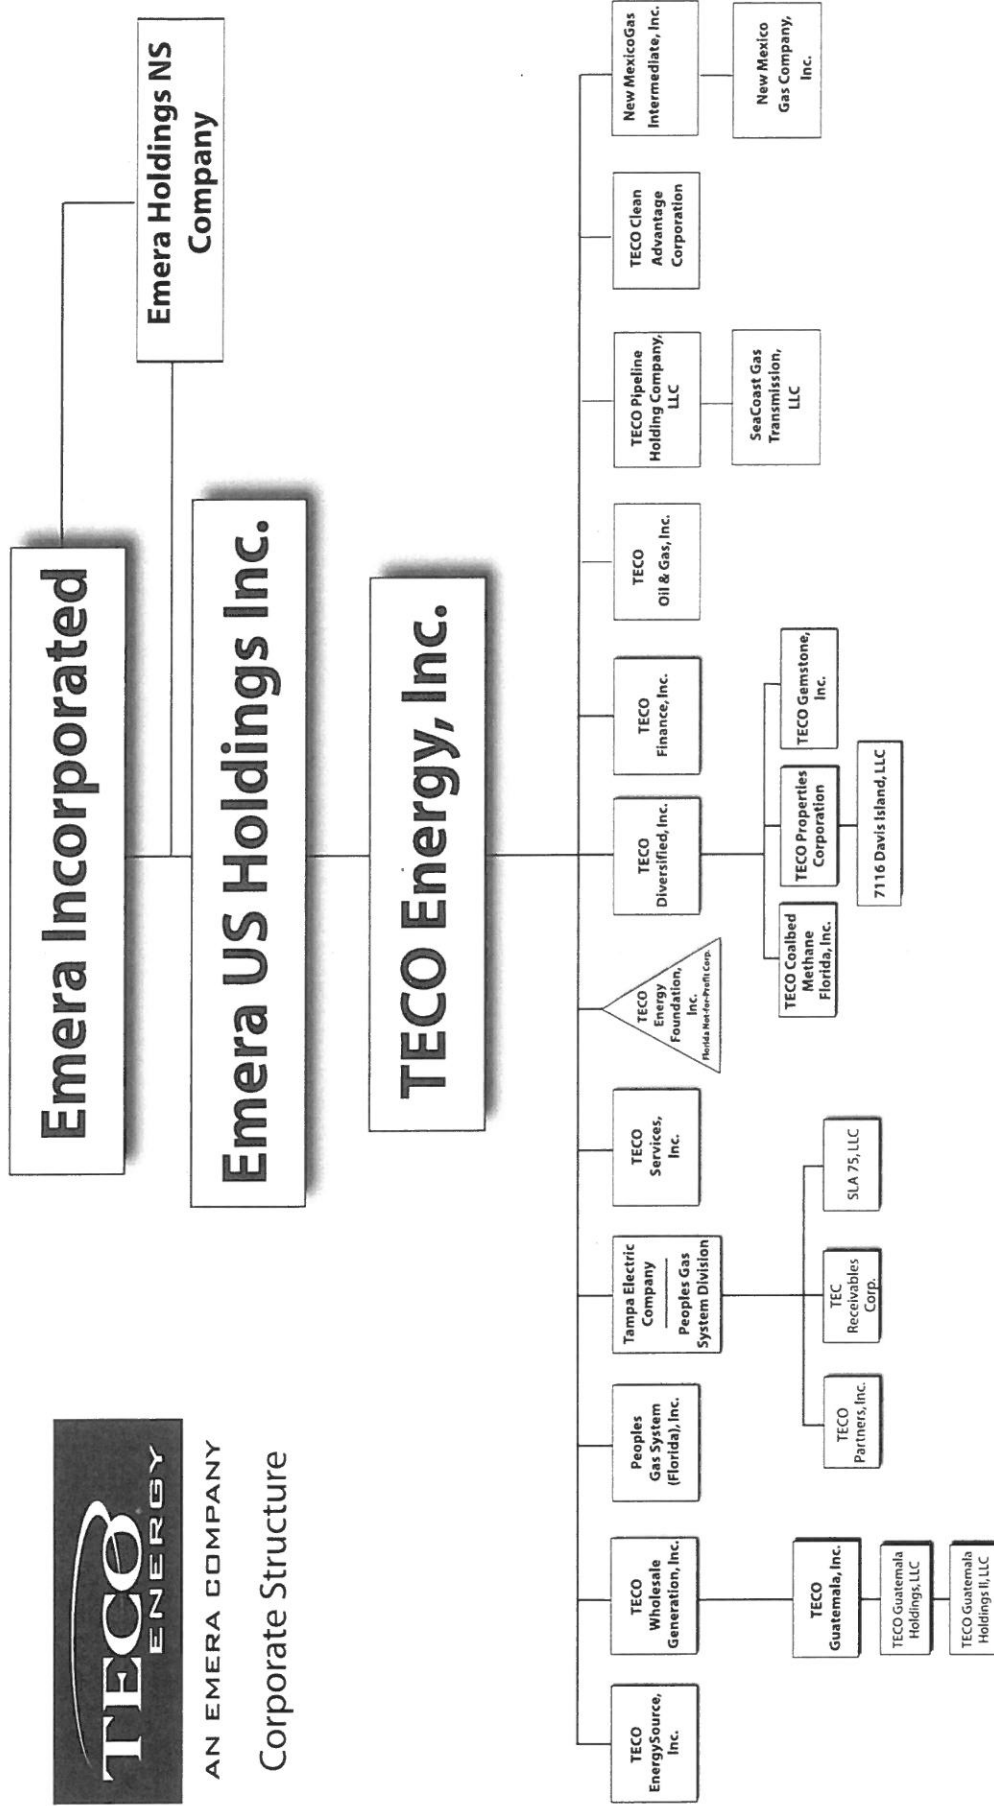 TECO
ENERGY
AN EMERA COMPANY
Corporate Structure
Emera Incorporated
Emera Holdings NS
Company
Emera US Holdings Inc.
TECO Energy, Inc.
TECO
EnergySource,
Inc.
TECO
Wholesale
Generation, Inc.
TECO
Guatemala, Inc.
TECO Guatemala
Holdings, LLC
TECO Guatemala
Holdings II, LLC
Peoples
Gas System
(Florida), Inc.
Tampa Electric
Company
Peoples Gas
System Division
TECO
Partners, Inc.
TEC
Receivables
Corp.
SLA 75, LLC
TECO
Services,
Inc.
TECO
Energy
Foundation,
Inc.
Florida Not-for-Profit Corp.
TECO
Diversified, Inc.
TECO Coalbed
Methane
Florida, Inc.
TECO Properties
Corporation
7116 Davis Island, LLC
TECO Gemstone,
Inc.
TECO
Finance, Inc.
TECO
Oil & Gas, Inc.
TECO Pipeline
Holding Company,
LLC
SeaCoast Gas
Transmission,
LLC
TECO Clean
Advantage
Corporation
New MexicoGas
Intermediate, Inc.
New Mexico
Gas Company,
Inc.